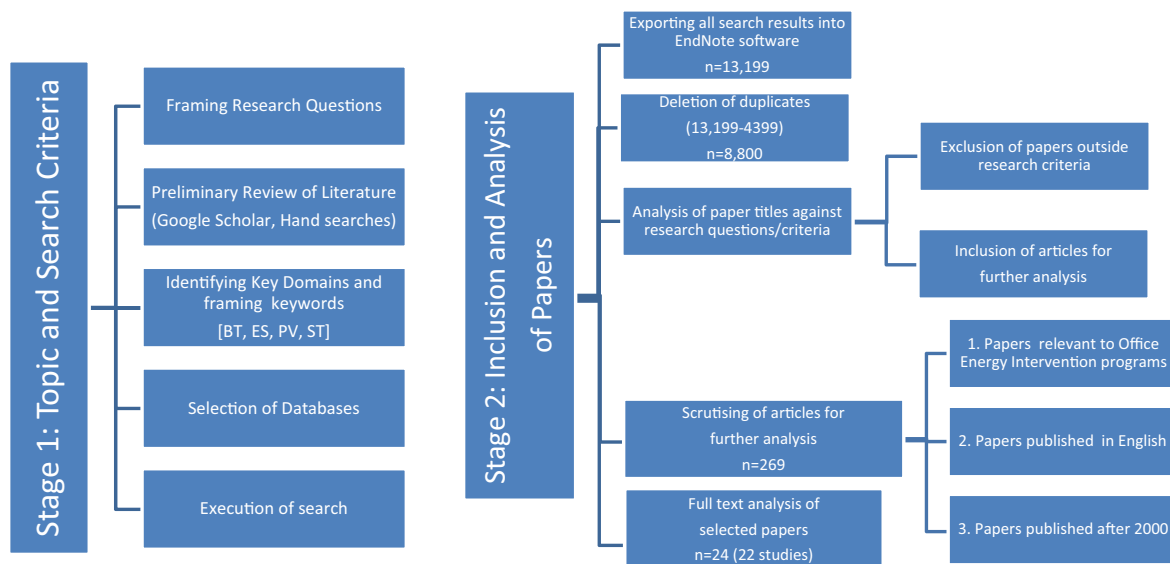 Stage 1: Topic and Search Criteria
Framing Research Questions
Preliminary Review of Literature
(Google Scholar, Hand searches)
Identifying Key Domains and
framing keywords
[BT, ES, PV, ST]
Selection of Databases
Execution of search
Stage 2: Inclusion and Analysis
of Papers
Exporting all search results into
EndNote software
n=13,199
Deletion of duplicates
(13,199-4399)
n=8,800
Analysis of paper titles against
research questions/criteria
Exclusion of papers outside
research criteria
Inclusion of articles for
further analysis
Scrutising of articles for
further analysis
n=269
1. Papers relevant to Office
Energy Intervention programs
2. Papers published in English
3. Papers published after 2000
Full text analysis of
selected papers
n=24 (22 studies)